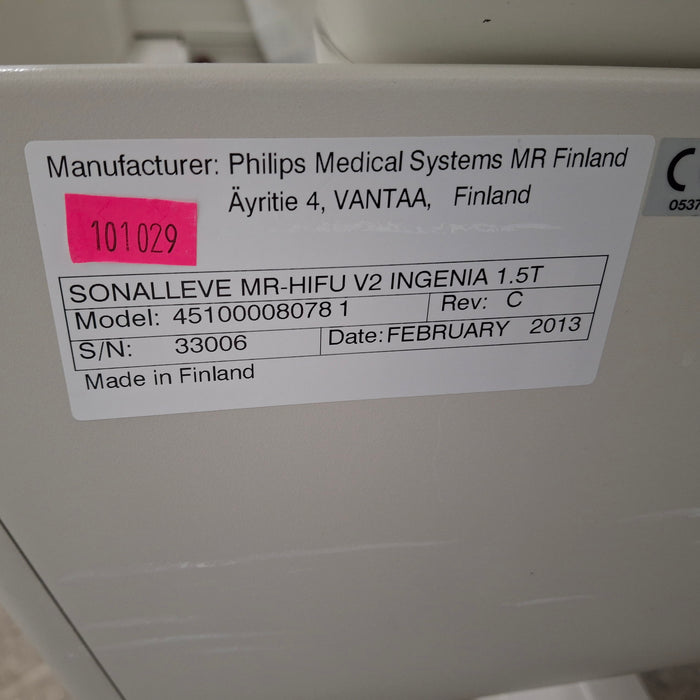 Manufacturer: Philips Medical Systems MR Finland
Äyritie 4, VANTAA, Finland
101029
SONALLEVE MR-HIFU V2 INGENIA 1.5T
Model: 45100008078 1 Rev: C
S/N: 33006 Date: FEBRUARY 2013
Made in Finland
C
0537